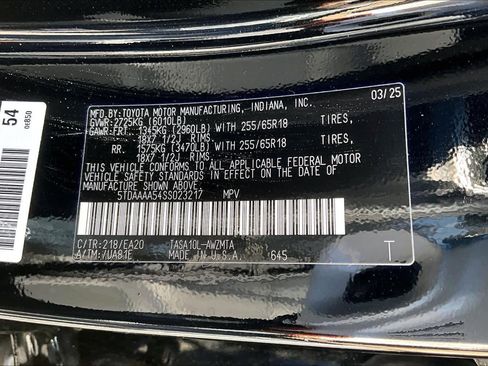 MFD.BY:TOYOTA MOTOR MANUFACTURING, INDIANA, INC. 03/25
GVWR:2725KG (6010LB)
GAWR:FRT. 1345KG (2960LB) WITH 255/65R18 TIRES,
18X7 1/2J RIMS
RR. 1575KG (3470LB) WITH 255/65R18 TIRES,
18X7 1/2J RIMS
THIS VEHICLE CONFORMS TO ALL APPLICABLE FEDERAL MOTOR
VEHICLE SAFETY STANDARDS IN EFFECT ON THE DATE OF
MANUFACTURE SHOWN ABOVE.
5TDAAAA54SS023217 MPV
C/TR:218/EA20 TASA10L-AWZMTA
A/TM:/UA81E MADE IN U.S.A. 645
T
54
06850